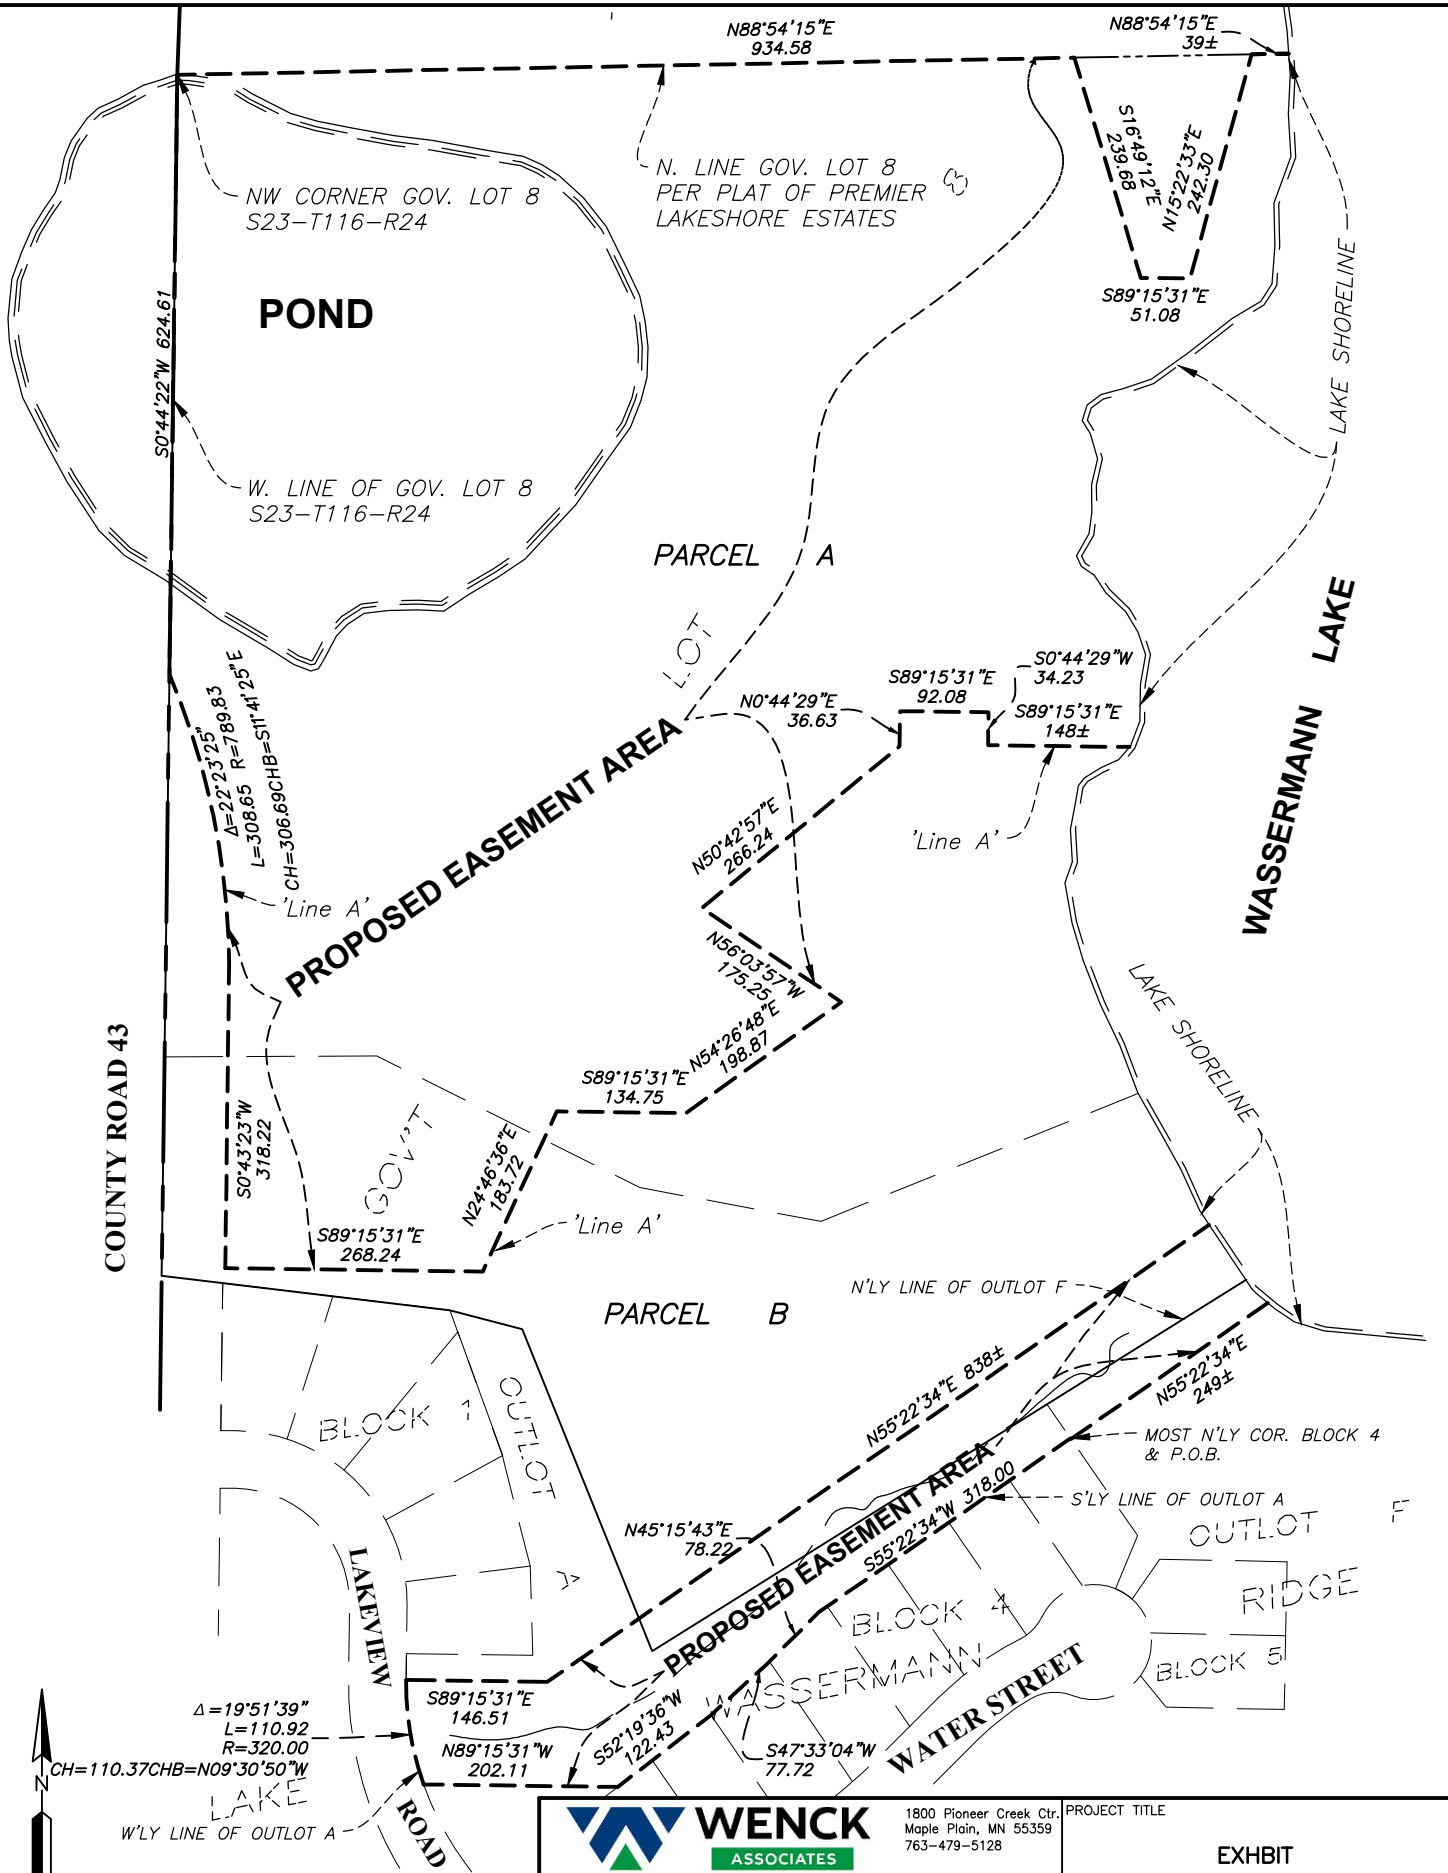 N88°54'15"E
934.58
N88°54'15"E
39±
S16°49'12"E
239.68
N15°22'33"E
242.30
S89°15'31"E
51.08
NW CORNER GOV. LOT 8
S23-T116-R24
N. LINE GOV. LOT 8
PER PLAT OF PREMIER
LAKESHORE ESTATES
8
POND
S0°44'22"W 624.61
LAKE SHORELINE
W. LINE OF GOV. LOT 8
S23-T116-R24
PARCEL A
LOT
WASSERMANN LAKE
S0°44'29"W
34.23
S89°15'31"E
92.08
N0°44'29"E
36.63
S89°15'31"E
148±
Δ=22°23'25"
L=308.65 R=789.83
CH=306.69CHB=S11°41'25"E
PROPOSED EASEMENT AREA
N50°42'57"E
266.24
'Line A'
'Line A'
N56°03'57"W
175.25
N54°26'48"E
198.87
LAKE SHORELINE
COUNTY ROAD 43
S89°15'31"E
134.75
S0°43'23"W
318.22
GOV'T
N24°46'36"E
183.72
'Line A'
S89°15'31"E
268.24
N'LY LINE OF OUTLOT F
PARCEL B
N55°22'34"E 838±
N55°22'34"E
249±
BLOCK 1
OUTLOT
A
MOST N'LY COR. BLOCK 4
& P.O.B.
S'LY LINE OF OUTLOT A
S55°22'34"W 318.00
PROPOSED EASEMENT AREA
N45°15'43"E
78.22
OUTLOT F
RIDGE
BLOCK 4
BLOCK 5
WASSERMANN
WATER STREET
LAKEVIEW
S89°15'31"E
146.51
Δ=19°51'39"
L=110.92
R=320.00
CH=110.37CHB=N09°30'50"W
N89°15'31"W
202.11
S52°19'36"W
122.43
S47°33'04"W
77.72
N
LAKE
W'LY LINE OF OUTLOT A
ROAD
WENCK
ASSOCIATES
1800 Pioneer Creek Ctr.
Maple Plain, MN 55359
763-479-5128
PROJECT TITLE
EXHIBIT